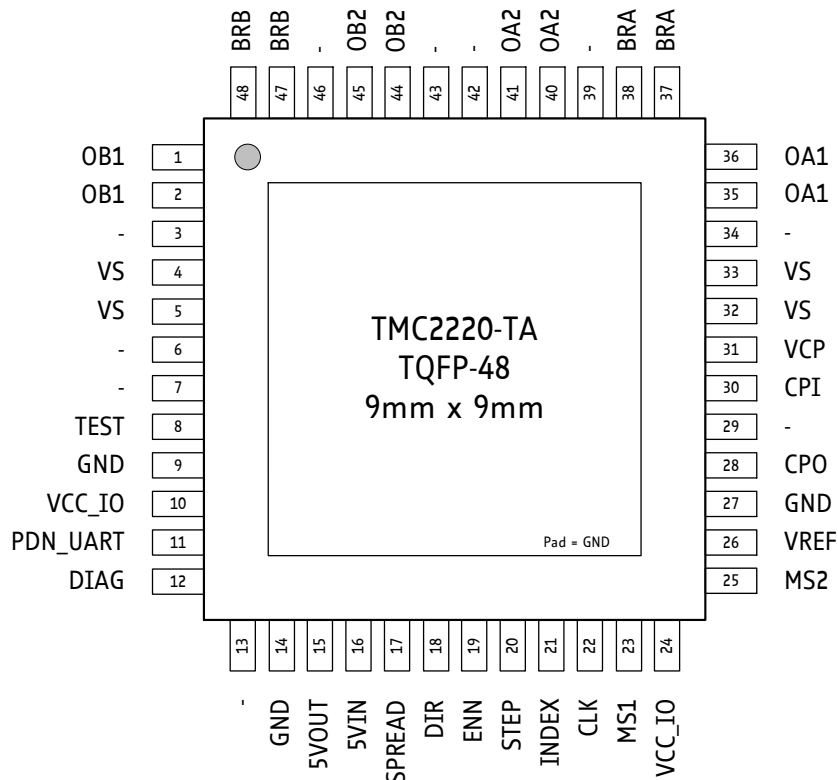 BRB BRB - OB2 OB2 - - OA2 OA2 - BRA BRA
48 47 46 45 44 43 42 41 40 39 38 37
OB1 1 36 OA1
OB1 2 35 OA1
- 3 34 -
VS 4 33 VS
VS 5 32 VS
- 6 31 VCP
- 7 30 CPI
TEST 8 29 -
GND 9 28 CPO
VCC_IO 10 27 GND
PDN_UART 11 26 VREF
DIAG 12 25 MS2
TMC2220-TA
TQFP-48
9mm x 9mm
Pad = GND
13 14 15 16 17 18 19 20 21 22 23 24
- GND 5VOUT 5VIN SPREAD DIR ENN STEP INDEX CLK MS1 VCC_IO